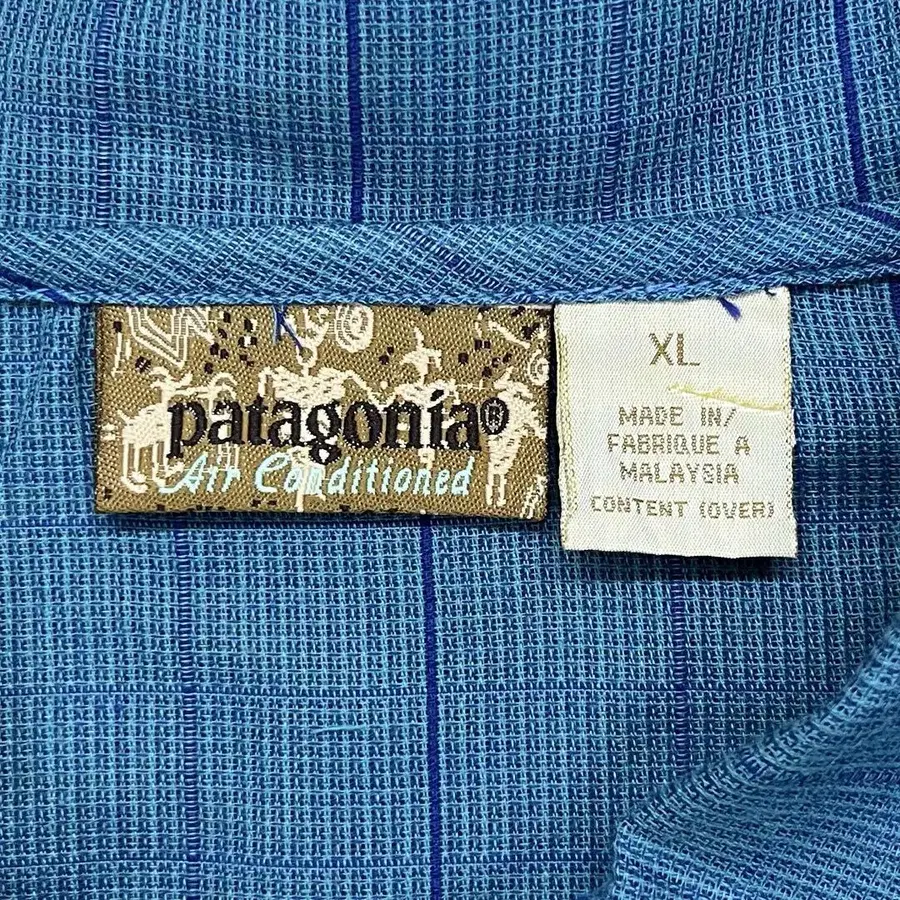 patagonia®
Air Conditioned
XL
MADE IN/
FABRIQUE A
MALAYSIA
CONTENT (OVER)